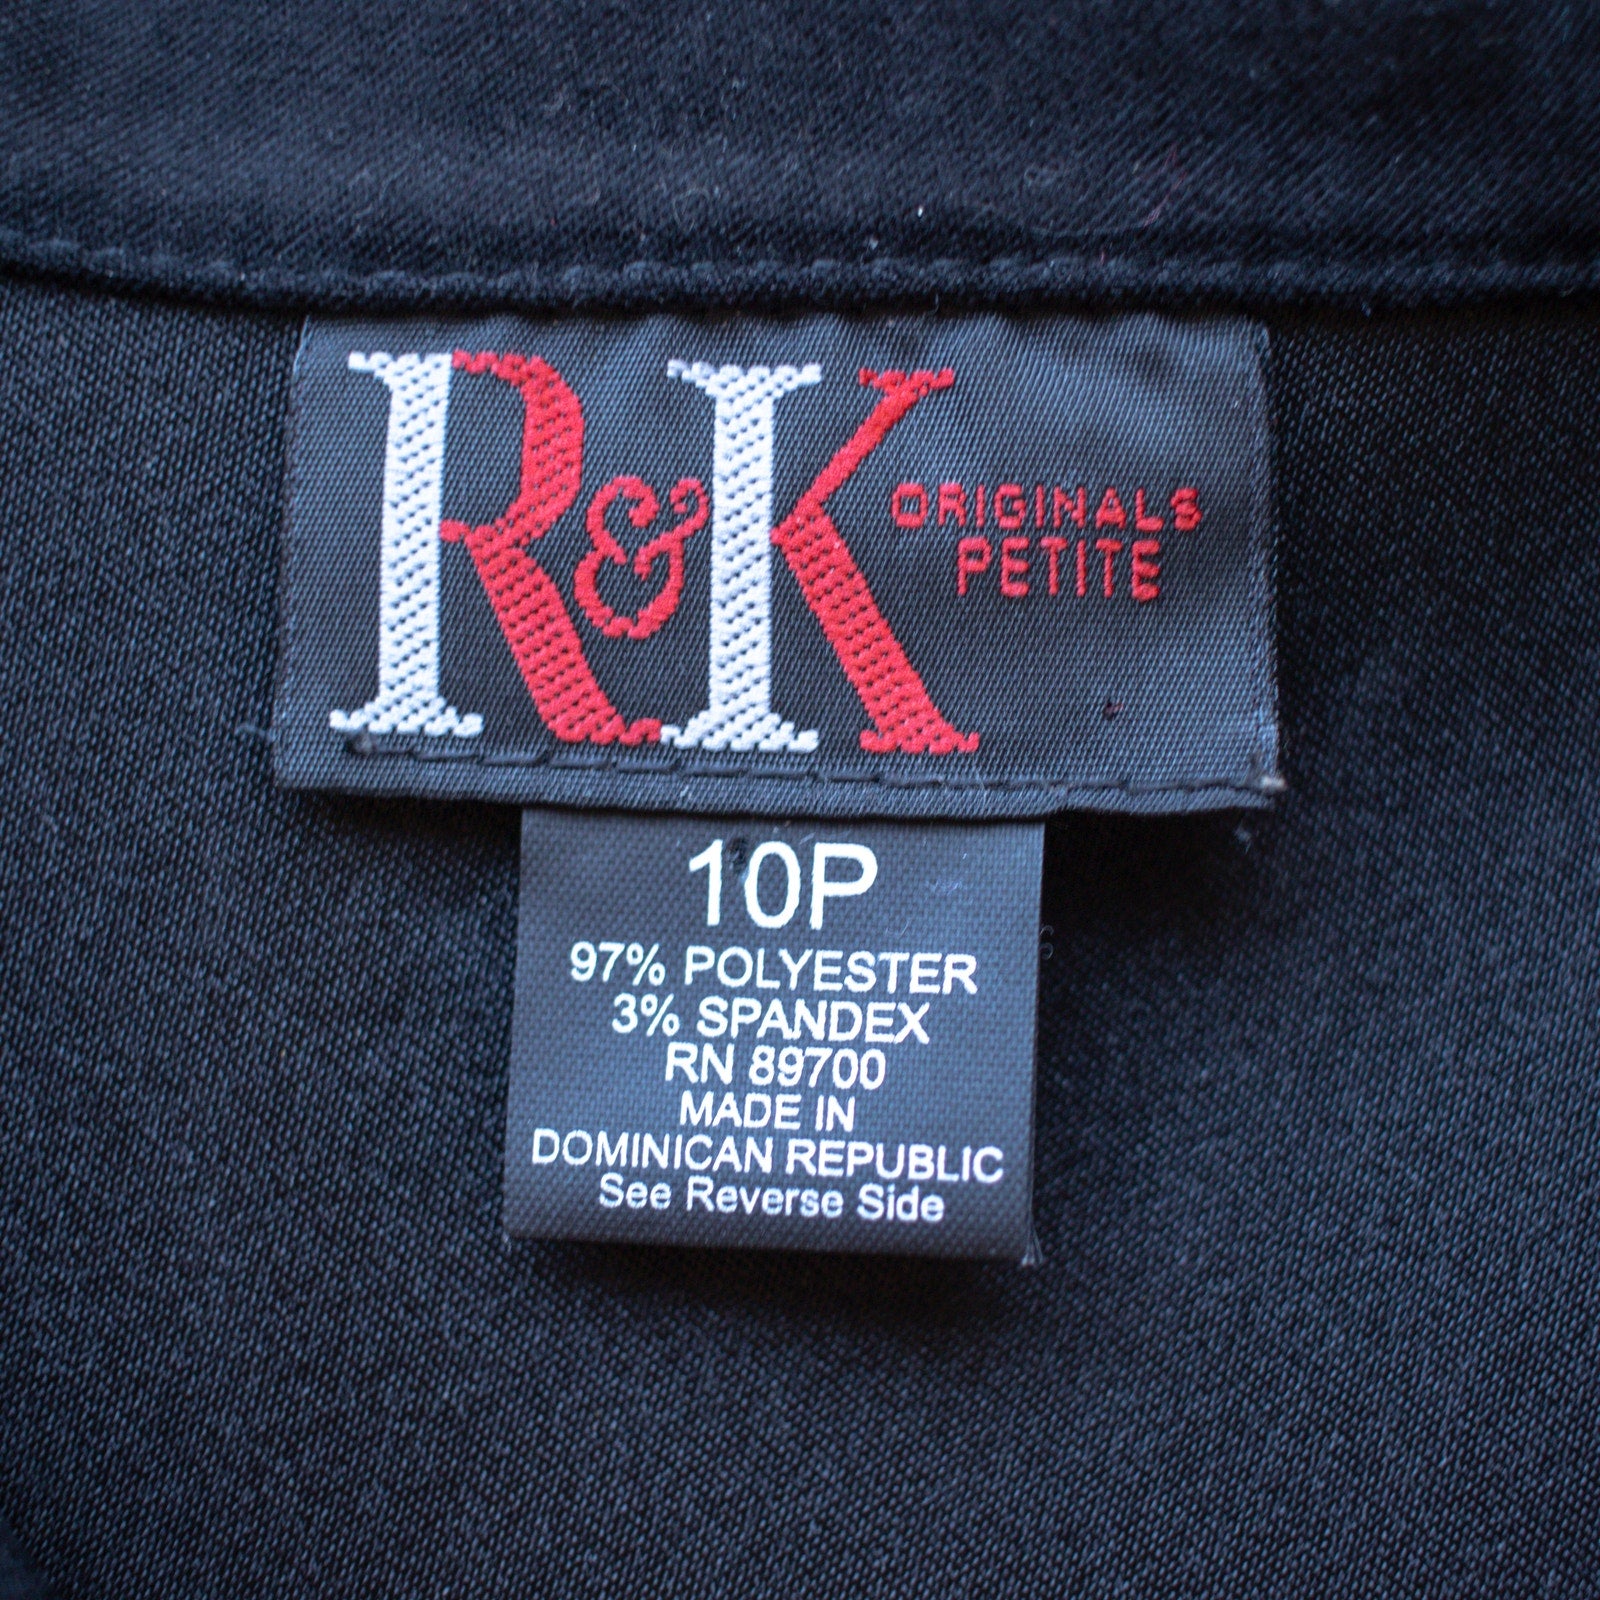 R&K
ORIGINALS
PETITE
10P
97% POLYESTER
3% SPANDEX
RN 89700
MADE IN
DOMINICAN REPUBLIC
See Reverse Side